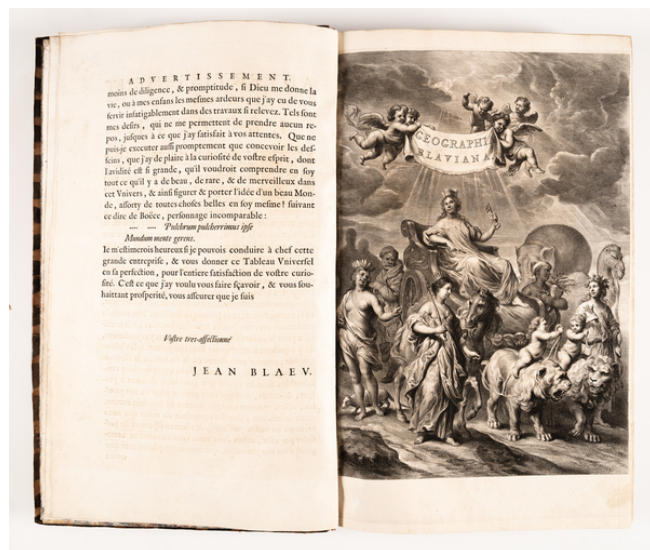 ADVERTISSEMENT.
moins de diligence, & promptitude, si Dieu me donne la
vie, ou à mes enfans les mesmes ardeurs que j'ay eu de vous
servir infatigablement dans des travaux si relevez. Tels sont
mes desirs, qui ne me permettent de prendre aucun re-
pos, jusques à ce que j'ay satisfait à vos attentes. Que ne
puis-je executer aussi promptement que concevoir les des-
seins, que j'ay de plaire à la curiosité de vostre esprit, dont
l'avidité est si grande, qu'il voudroit comprendre en soy
tout ce qu'il y a de beau, de rare, & de merveilleux dans
cet Vnivers, & ainsi figurer & porter l'idée d'un beau Mon-
de, assorty de toutes choses belles en soy mesme! suivant
ce dire de Boëce, personnage incomparable:
---- ---- Pulchrum pulcherrimus ipse
Mundum mente gerens.
Ie m'estimerois heureux si je pouvois conduire à chef cette
grande entreprise, & vous donner ce Tableau Vniversel
en sa perfection, pour l'entiere satisfaction de vostre curio-
sité. C'est ce que j'ay voulu vous faire sçavoir, & vous sou-
haittant prosperité, vous asseurer que je suis
Vostre tres-affectionné
JEAN BLAEV.
GEOGRAPHIA
BLAVIANA